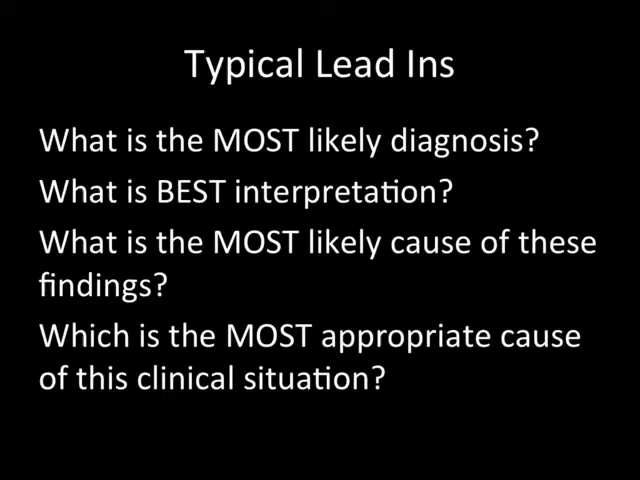 Typical Lead Ins
What is the MOST likely diagnosis?
What is BEST interpretation?
What is the MOST likely cause of these
findings?
Which is the MOST appropriate cause
of this clinical situation?